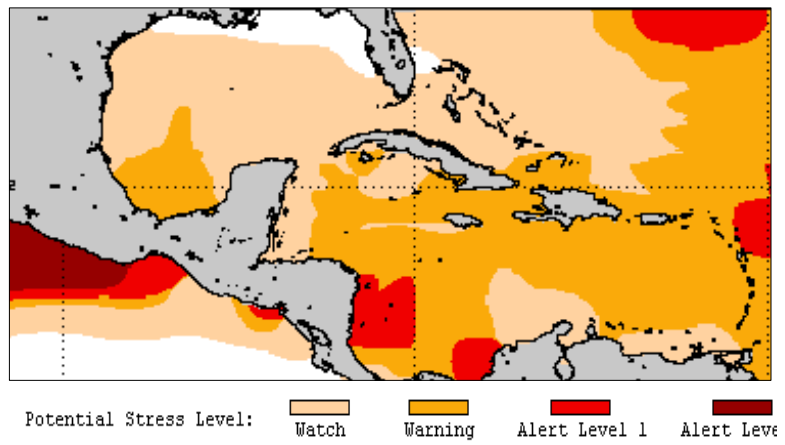 Potential Stress Level:
Watch
Warning
Alert Level 1
Alert Leve